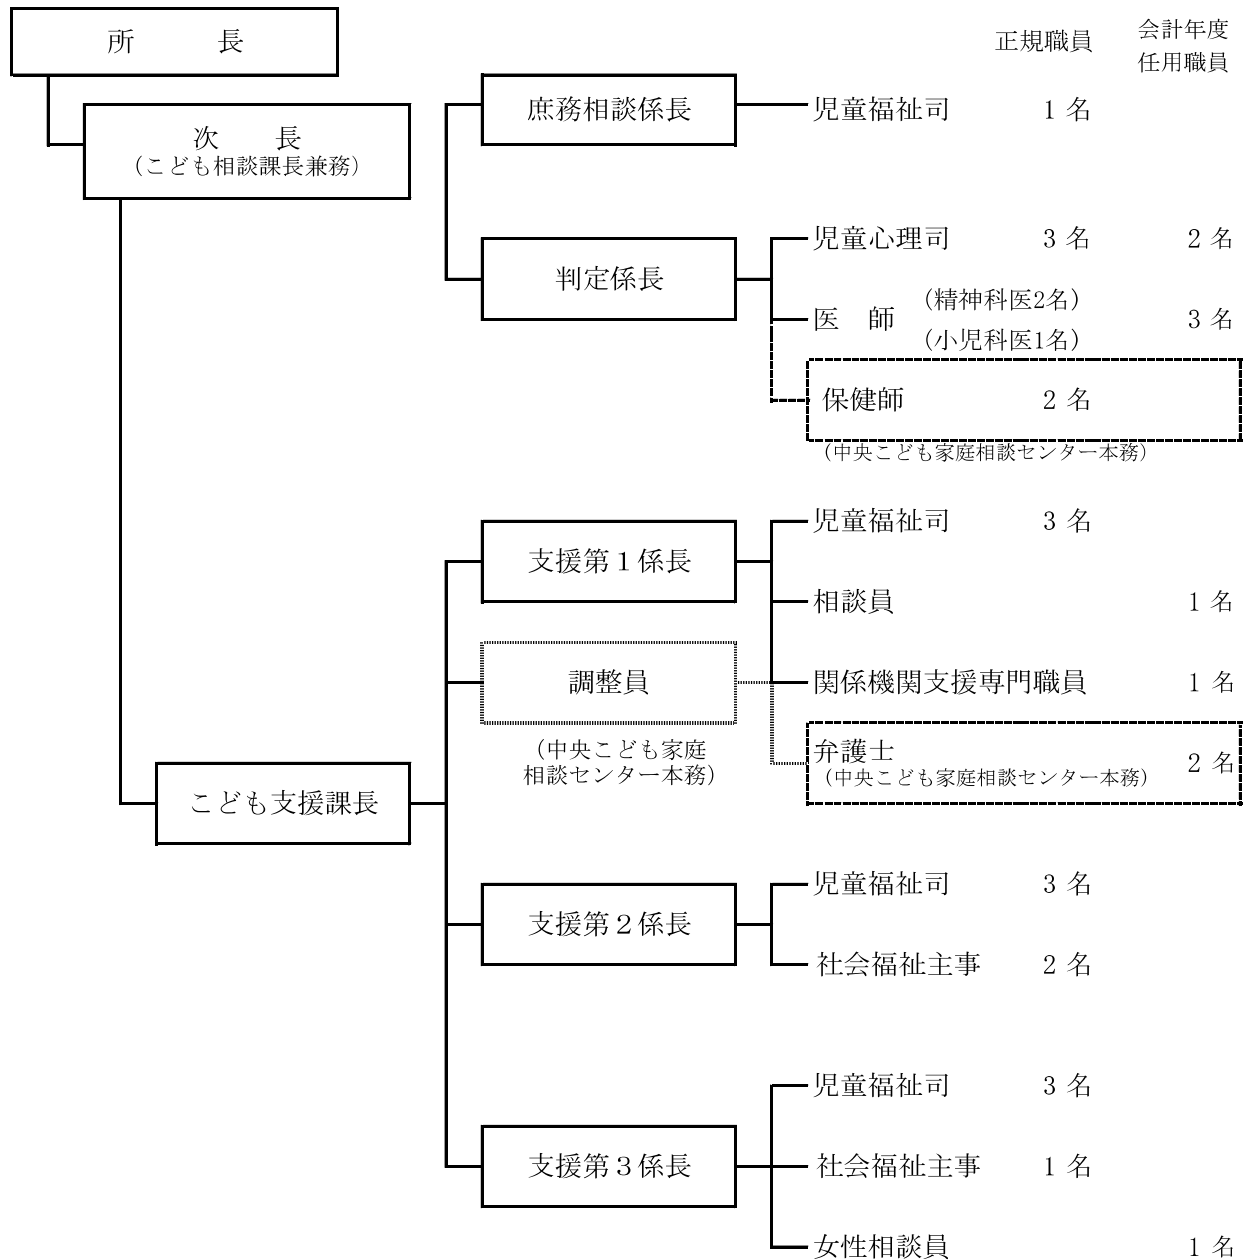 所　　　長
正規職員
会計年度
任用職員
次　　長
（こども相談課長兼務）
庶務相談係長
児童福祉司　1 名
判定係長
児童心理司　3 名　2 名
医　師　（精神科医2名）　3 名
（小児科医1名）
保健師　2 名
（中央こども家庭相談センター本務）
支援第１係長
児童福祉司　3 名
相談員　1 名
調整員
（中央こども家庭
相談センター本務）
関係機関支援専門職員　1 名
弁護士　2 名
（中央こども家庭相談センター本務）
こども支援課長
支援第２係長
児童福祉司　3 名
社会福祉主事　2 名
支援第３係長
児童福祉司　3 名
社会福祉主事　1 名
女性相談員　1 名